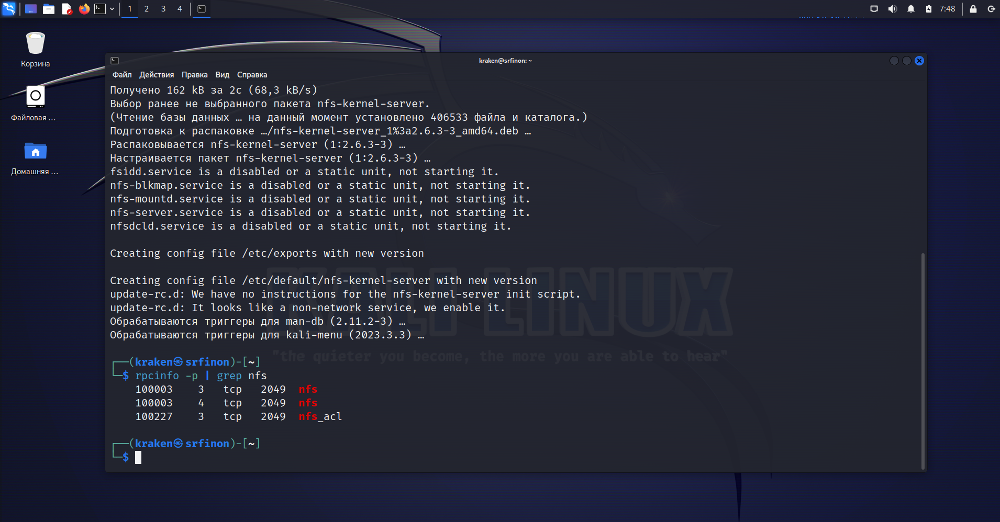 1 2 3 4
7:48
Корзина
Файловая ...
Домашняя ...
kraken@srfinon: ~
Файл Действия Правка Вид Справка
Получено 162 kB за 2с (68,3 kB/s)
Выбор ранее не выбранного пакета nfs-kernel-server.
(Чтение базы данных … на данный момент установлено 406533 файла и каталога.)
Подготовка к распаковке …/nfs-kernel-server_1%3a2.6.3-3_amd64.deb …
Распаковывается nfs-kernel-server (1:2.6.3-3) …
Настраивается пакет nfs-kernel-server (1:2.6.3-3) …
fsidd.service is a disabled or a static unit, not starting it.
nfs-blkmap.service is a disabled or a static unit, not starting it.
nfs-mountd.service is a disabled or a static unit, not starting it.
nfs-server.service is a disabled or a static unit, not starting it.
nfsdcld.service is a disabled or a static unit, not starting it.
Creating config file /etc/exports with new version
Creating config file /etc/default/nfs-kernel-server with new version
update-rc.d: We have no instructions for the nfs-kernel-server init script.
update-rc.d: It looks like a non-network service, we enable it.
Обрабатываются триггеры для man-db (2.11.2-3) …
Обрабатываются триггеры для kali-menu (2023.3.3) …
KALI LINUX
"the quieter you become, the more you are able to hear"
┌──(kraken㉿srfinon)-[~]
└─$ rpcinfo -p | grep nfs
100003 3 tcp 2049 nfs
100003 4 tcp 2049 nfs
100227 3 tcp 2049 nfs_acl
┌──(kraken㉿srfinon)-[~]
└─$